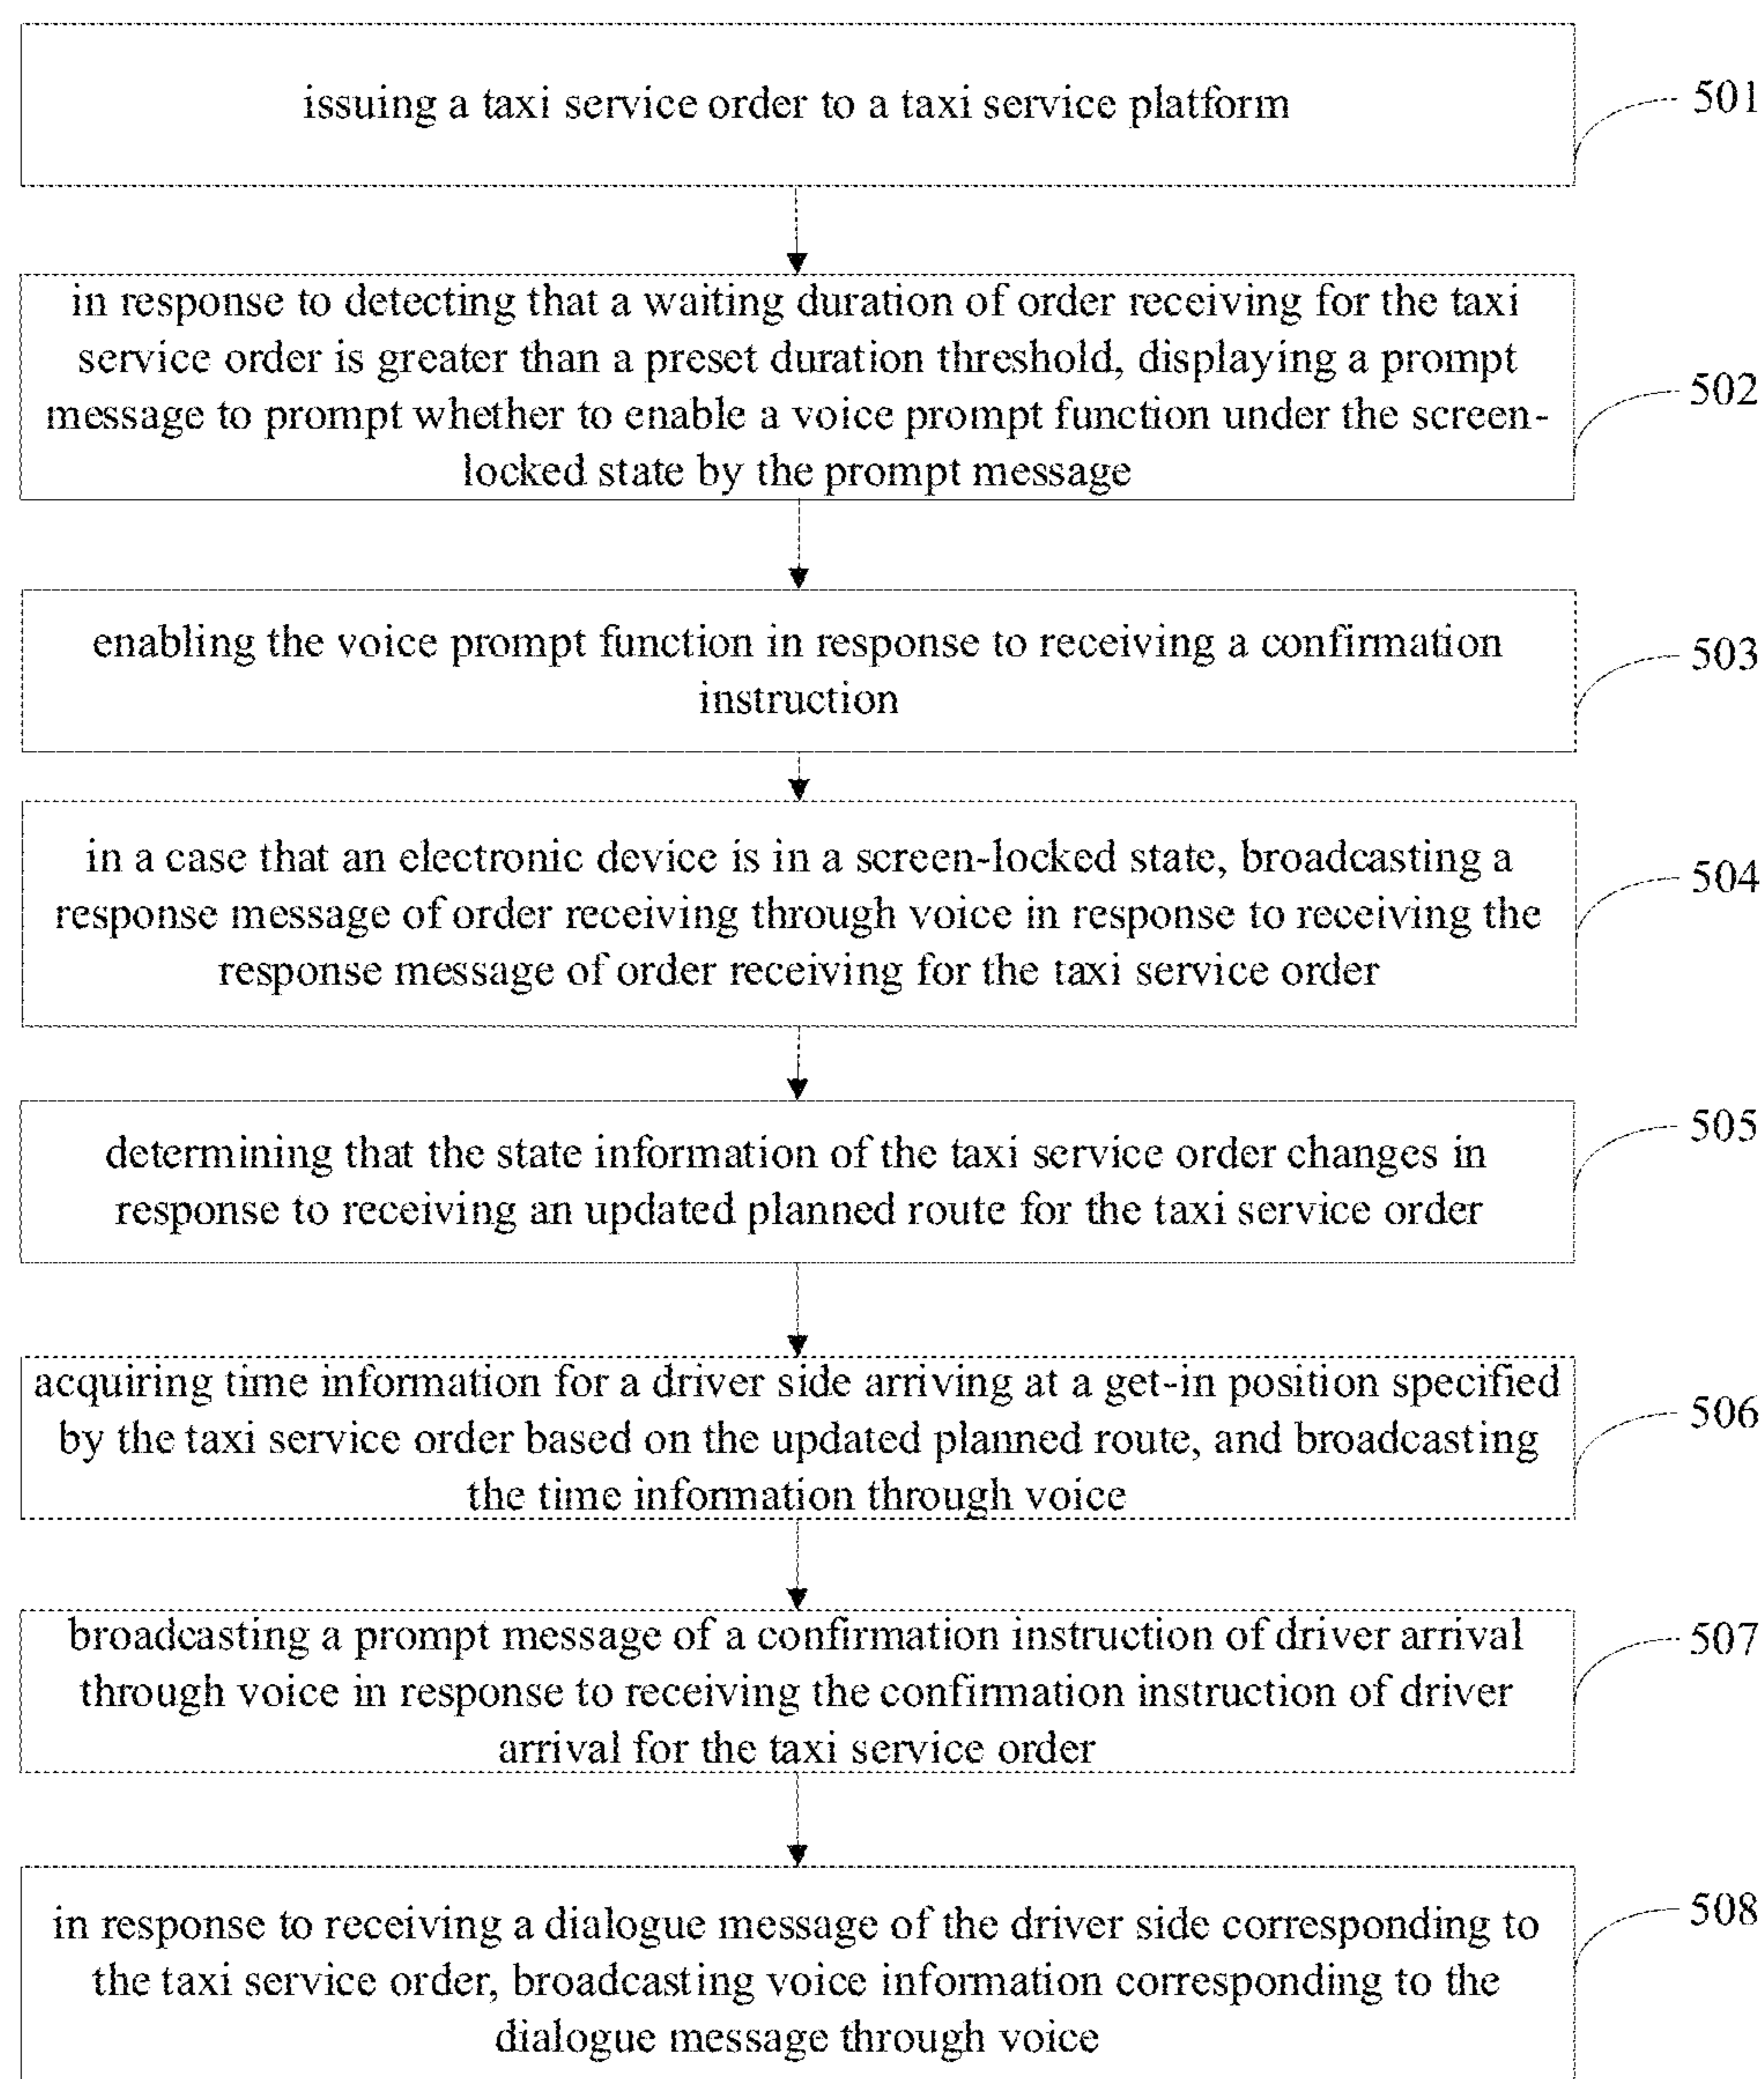 issuing a taxi service order to a taxi service platform
501
in response to detecting that a waiting duration of order receiving for the taxi
service order is greater than a preset duration threshold, displaying a prompt
message to prompt whether to enable a voice prompt function under the screen-
locked state by the prompt message
502
enabling the voice prompt function in response to receiving a confirmation
instruction
503
in a case that an electronic device is in a screen-locked state, broadcasting a
response message of order receiving through voice in response to receiving the
response message of order receiving for the taxi service order
504
determining that the state information of the taxi service order changes in
response to receiving an updated planned route for the taxi service order
505
acquiring time information for a driver side arriving at a get-in position specified
by the taxi service order based on the updated planned route, and broadcasting
the time information through voice
506
broadcasting a prompt message of a confirmation instruction of driver arrival
through voice in response to receiving the confirmation instruction of driver
arrival for the taxi service order
507
in response to receiving a dialogue message of the driver side corresponding to
the taxi service order, broadcasting voice information corresponding to the
dialogue message through voice
508